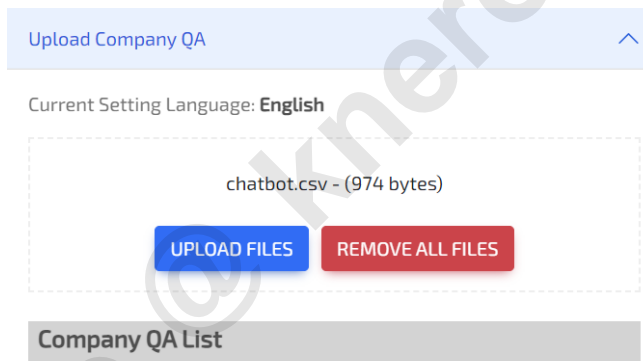 Upload Company QA
Current Setting Language: English
chatbot.csv - (974 bytes)
UPLOAD FILES REMOVE ALL FILES
Company QA List
@ knero